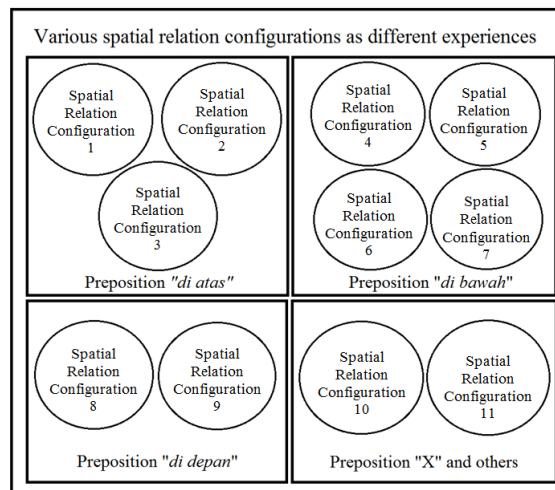 Various spatial relation configurations as different experiences
Spatial
Relation
Configuration
1
Spatial
Relation
Configuration
2
Spatial
Relation
Configuration
3
Preposition "di atas"
Spatial
Relation
Configuration
4
Spatial
Relation
Configuration
5
Spatial
Relation
Configuration
6
Spatial
Relation
Configuration
7
Preposition "di bawah"
Spatial
Relation
Configuration
8
Spatial
Relation
Configuration
9
Preposition "di depan"
Spatial
Relation
Configuration
10
Spatial
Relation
Configuration
11
Preposition "X" and others